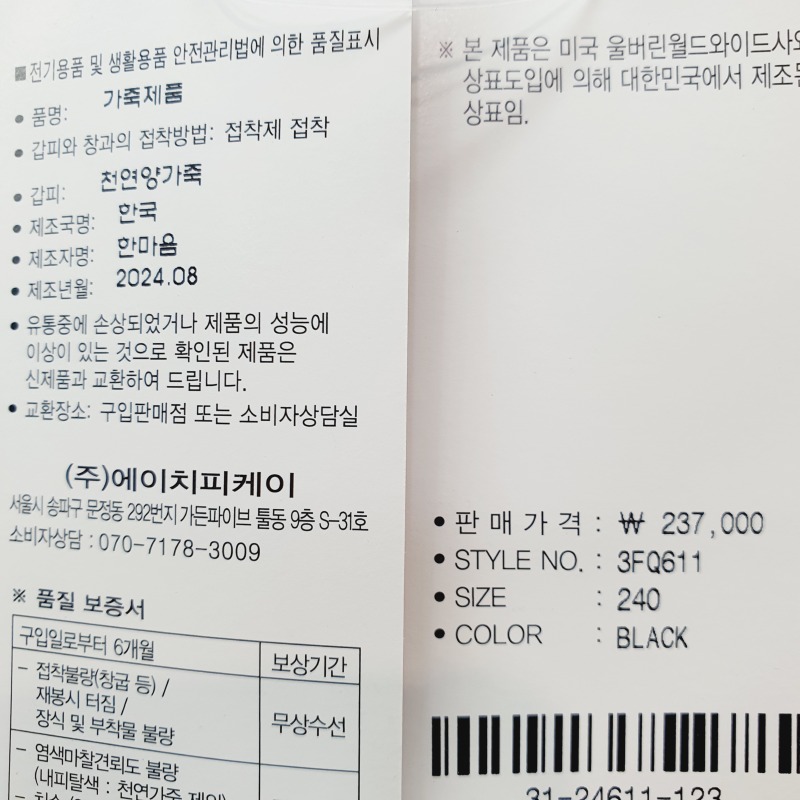 ■전기용품 및 생활용품 안전관리법에 의한 품질표시
• 품명: 가죽제품
• 갑피와 창과의 접착방법: 접착제 접착
• 갑피: 천연양가죽
• 제조국명: 한국
• 제조자명: 한마음
• 제조년월: 2024.08
• 유통중에 손상되었거나 제품의 성능에
이상이 있는 것으로 확인된 제품은
신제품과 교환하여 드립니다.
• 교환장소: 구입판매점 또는 소비자상담실
(주)에이치피케이
서울시 송파구 문정동 292번지 가든파이브 툴동 9층 S-31호
소비자상담 : 070-7178-3009
※ 품질 보증서
구입일로부터 6개월
보상기간
- 접착불량(창굽 등) /
재봉시 터짐 /
장식 및 부착물 불량
무상수선
- 염색마찰견뢰도 불량
(내피탈색 : 천연가죽 제외)
※ 본 제품은 미국 울버린월드와이드사와
상표도입에 의해 대한민국에서 제조된
상표임.
• 판매가격 : ₩ 237,000
• STYLE NO. : 3FQ611
• SIZE : 240
• COLOR : BLACK
31-24611-123